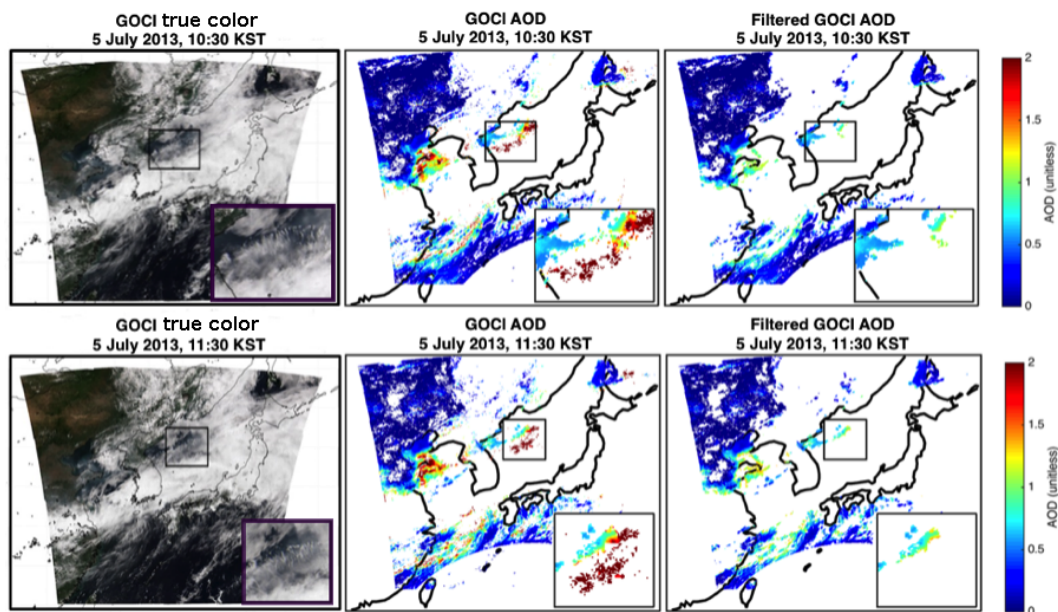 GOCI true color
5 July 2013, 10:30 KST
GOCI AOD
5 July 2013, 10:30 KST
Filtered GOCI AOD
5 July 2013, 10:30 KST
2
1.5
1
0.5
0
AOD (unitless)
GOCI true color
5 July 2013, 11:30 KST
GOCI AOD
5 July 2013, 11:30 KST
Filtered GOCI AOD
5 July 2013, 11:30 KST
2
1.5
1
0.5
0
AOD (unitless)